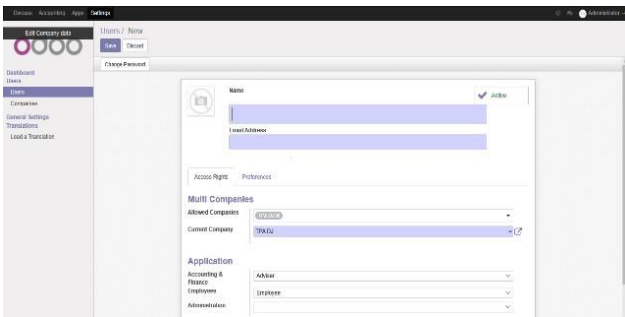 Discuss Accounting Apps Settings
Administrator
Edit Company data
Users / New
Save Discard
Change Password
Dashboard
Users
Users
Companies
General Settings
Translations
Load a Translation
Name
Active
Email Address
Access Rights Preferences
Multi Companies
Allowed Companies
Current Company
Application
Accounting & Finance
Adviser
Employees
Employee
Administration